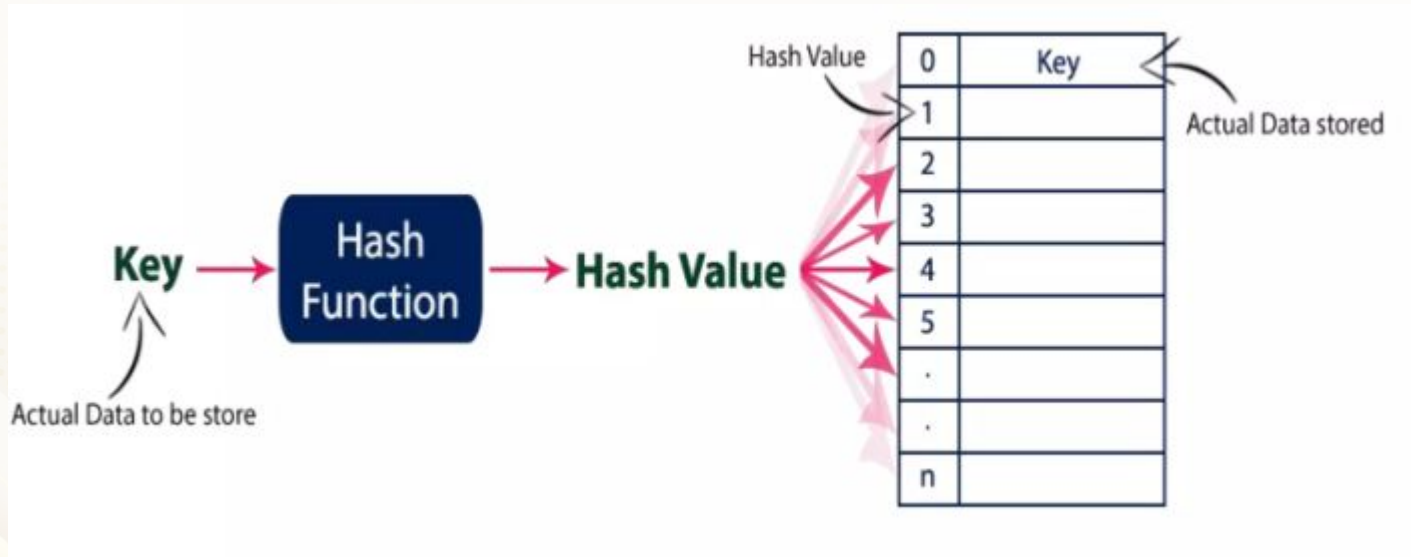 Hash Value
0 Key
1
Actual Data stored
2
3
Key
Hash
Function
Hash Value
4
5
.
Actual Data to be store
.
n